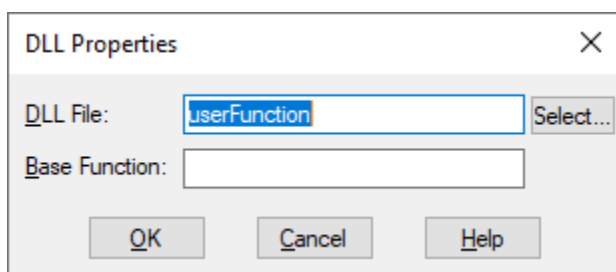 DLL Properties
DLL File: userFunction Select...
Base Function:
OK Cancel Help